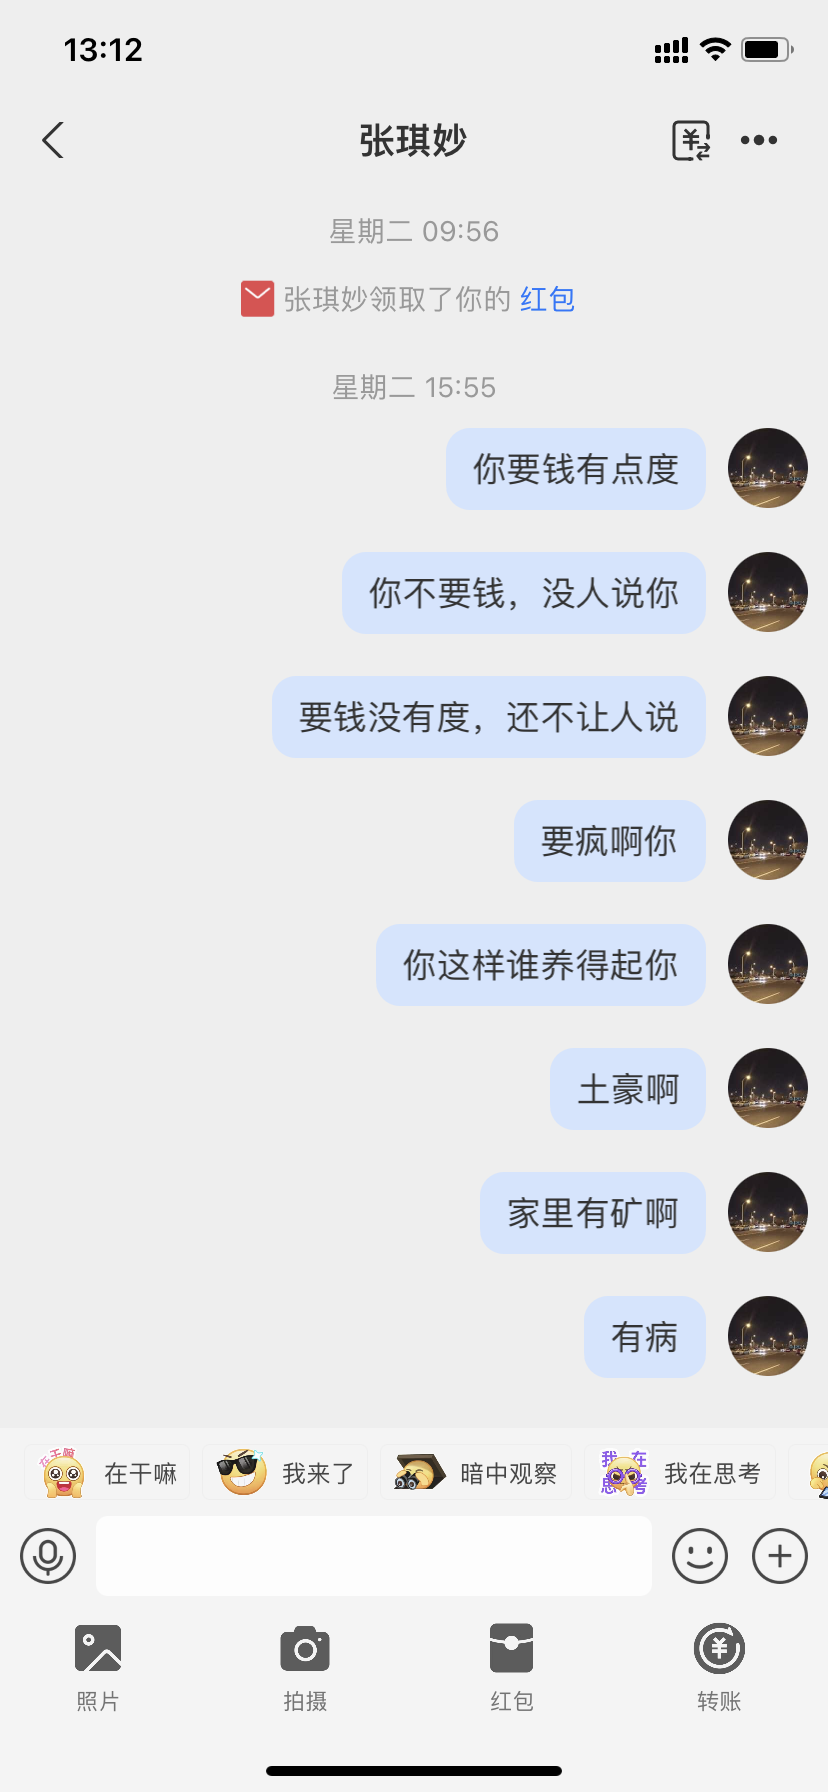 13:12
张琪妙
星期二 09:56
张琪妙领取了你的 红包
星期二 15:55
你要钱有点度
你不要钱，没人说你
要钱没有度，还不让人说
要疯啊你
你这样谁养得起你
土豪啊
家里有矿啊
有病
在干嘛 在干嘛 我来了 暗中观察 我在思考 我在思考
照片 拍摄 红包 转账